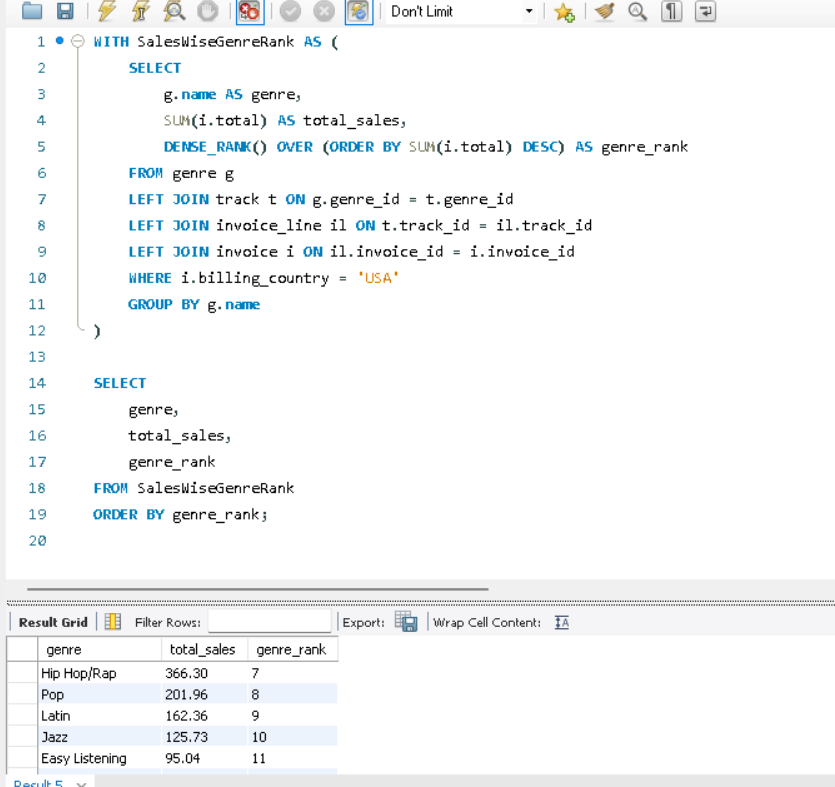 Don't Limit
1 WITH SalesWiseGenreRank AS (
2 SELECT
3 g.name AS genre,
4 SUM(i.total) AS total_sales,
5 DENSE_RANK() OVER (ORDER BY SUM(i.total) DESC) AS genre_rank
6 FROM genre g
7 LEFT JOIN track t ON g.genre_id = t.genre_id
8 LEFT JOIN invoice_line il ON t.track_id = il.track_id
9 LEFT JOIN invoice i ON il.invoice_id = i.invoice_id
10 WHERE i.billing_country = 'USA'
11 GROUP BY g.name
12 )
13
14 SELECT
15 genre,
16 total_sales,
17 genre_rank
18 FROM SalesWiseGenreRank
19 ORDER BY genre_rank;
20
Result Grid Filter Rows: Export: Wrap Cell Content: IA
genre total_sales genre_rank
Hip Hop/Rap 366.30 7
Pop 201.96 8
Latin 162.36 9
Jazz 125.73 10
Easy Listening 95.04 11
Result 5